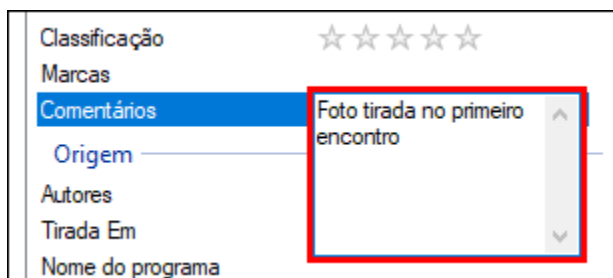 Classificação
Marcas
Comentários
Foto tirada no primeiro
encontro
Origem
Autores
Tirada Em
Nome do programa